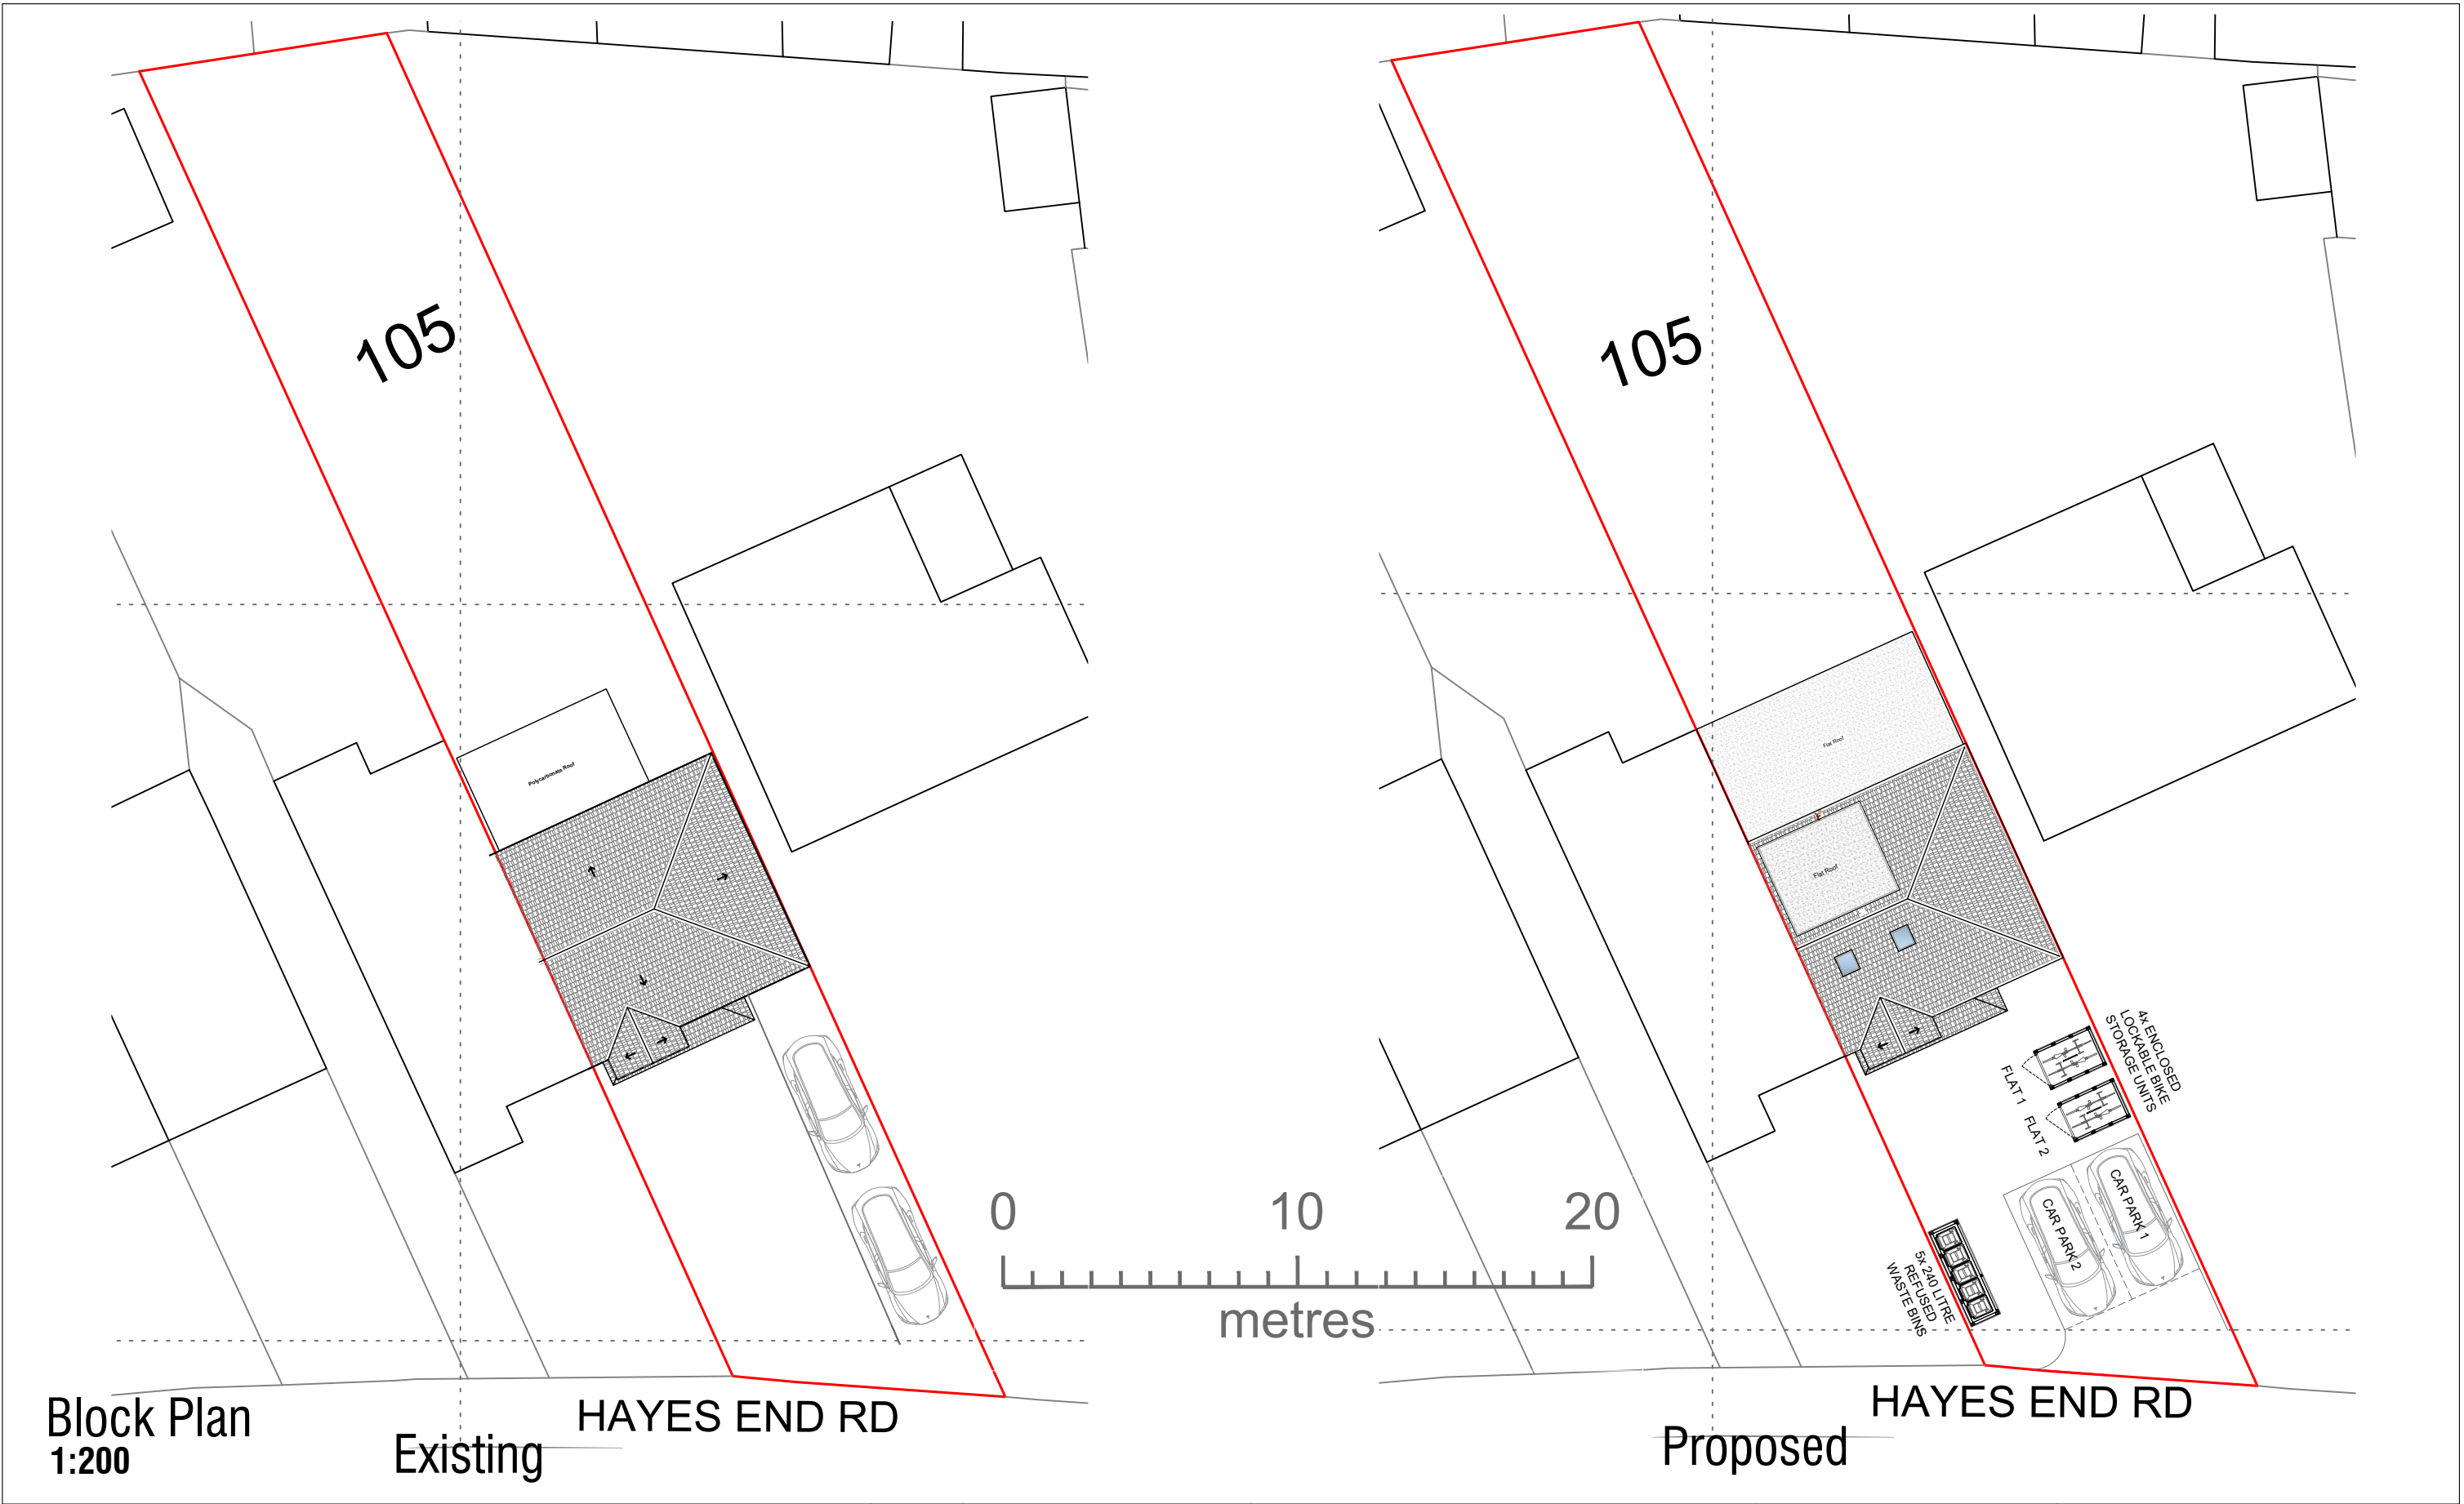 105
Polycarbonate Roof
HAYES END RD
Block Plan
1:200
Existing
0 10 20
metres
105
Flat Roof
Flat Roof
4x ENCLOSED
LOCKABLE BIKE
STORAGE UNITS
FLAT 1
FLAT 2
CAR PARK 1
CAR PARK 2
5x 240 LITRE
REFUSED
WASTE BINS
HAYES END RD
Proposed